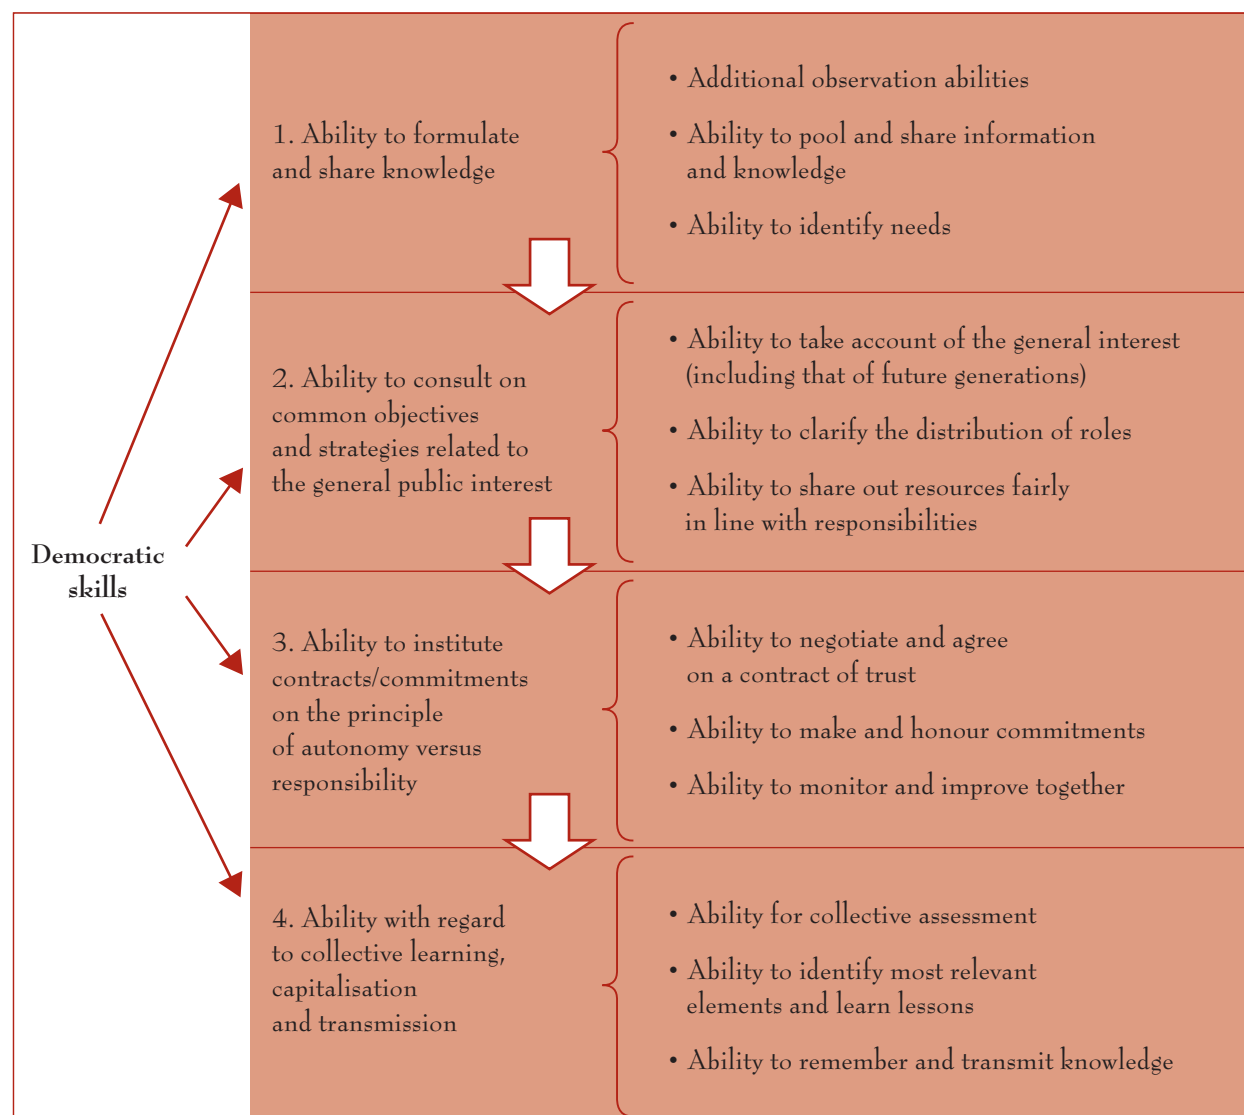 Democratic
skills
1. Ability to formulate
and share knowledge
• Additional observation abilities
• Ability to pool and share information
and knowledge
• Ability to identify needs
2. Ability to consult on
common objectives
and strategies related to
the general public interest
• Ability to take account of the general interest
(including that of future generations)
• Ability to clarify the distribution of roles
• Ability to share out resources fairly
in line with responsibilities
3. Ability to institute
contracts/commitments
on the principle
of autonomy versus
responsibility
• Ability to negotiate and agree
on a contract of trust
• Ability to make and honour commitments
• Ability to monitor and improve together
4. Ability with regard
to collective learning,
capitalisation
and transmission
• Ability for collective assessment
• Ability to identify most relevant
elements and learn lessons
• Ability to remember and transmit knowledge